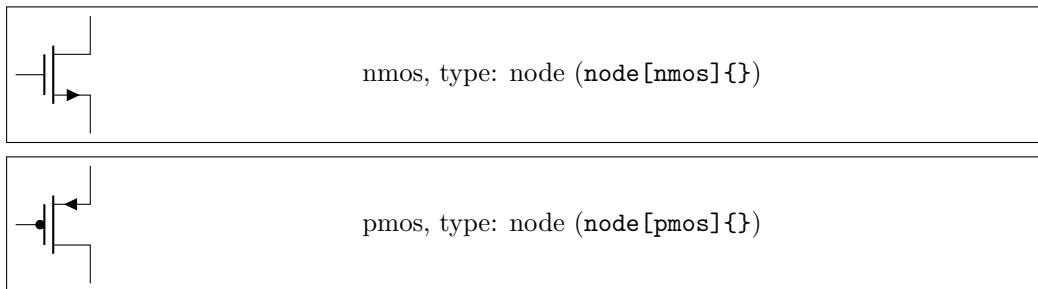 nmos, type: node (node[nmos]{})
pmos, type: node (node[pmos]{})